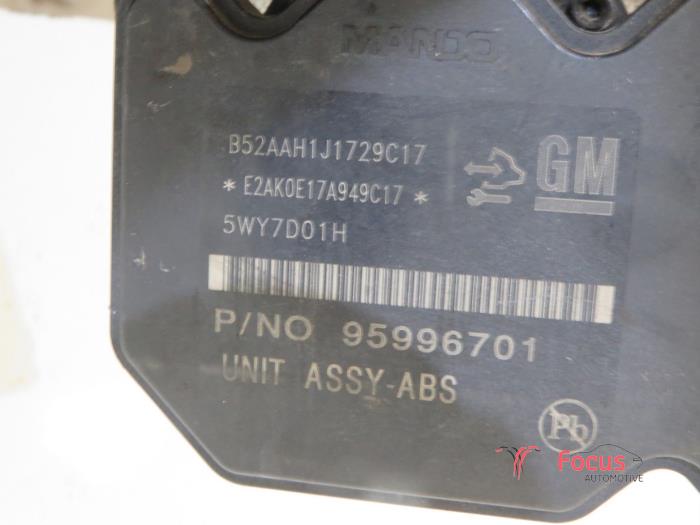 MANDO
B52AAH1J1729C17
* E2AK0E17A949C17 *
GM
5WY7D01H
P/NO 95996701
UNIT ASSY-ABS
Pb
Focus
AUTOMOTIVE